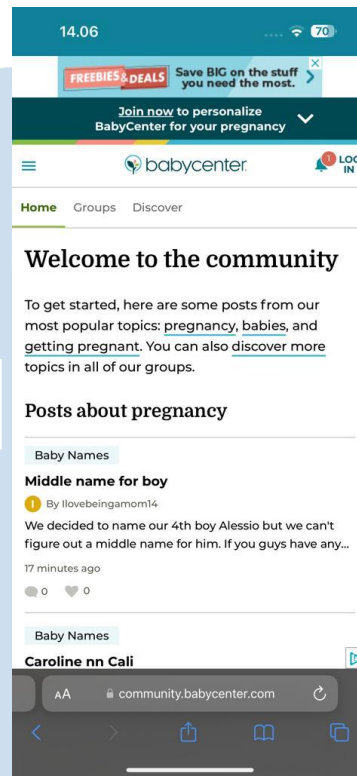 14.06
70
FREEBIES & DEALS
Save BIG on the stuff
you need the most.
Join now to personalize
BabyCenter for your pregnancy
babycenter.
1
LOG
IN
Home Groups Discover
Welcome to the community
To get started, here are some posts from our
most popular topics: pregnancy, babies, and
getting pregnant. You can also discover more
topics in all of our groups.
Posts about pregnancy
Baby Names
Middle name for boy
I By Ilovebeingamom14
We decided to name our 4th boy Alessio but we can't
figure out a middle name for him. If you guys have any...
17 minutes ago
0 0
Baby Names
Caroline nn Cali
AA community.babycenter.com